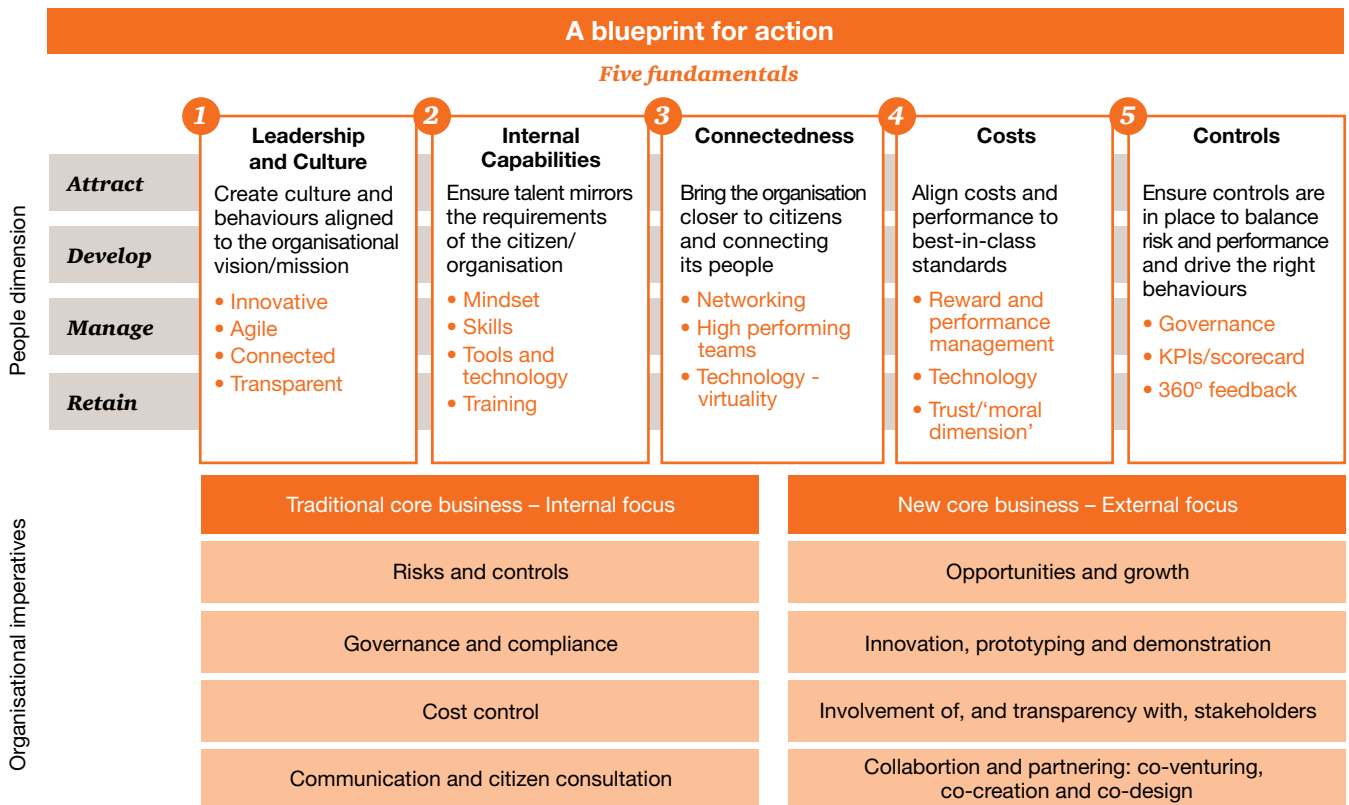 A blueprint for action
Five fundamentals
People dimension
Attract
Develop
Manage
Retain
1
Leadership
and Culture
Create culture and
behaviours aligned
to the organisational
vision/mission
• Innovative
• Agile
• Connected
• Transparent
2
Internal
Capabilities
Ensure talent mirrors
the requirements
of the citizen/
organisation
• Mindset
• Skills
• Tools and
technology
• Training
3
Connectedness
Bring the organisation
closer to citizens
and connecting
its people
• Networking
• High performing
teams
• Technology -
virtuality
4
Costs
Align costs and
performance to
best-in-class
standards
• Reward and
performance
management
• Technology
• Trust/‘moral
dimension’
5
Controls
Ensure controls are
in place to balance
risk and performance
and drive the right
behaviours
• Governance
• KPIs/scorecard
• 360º feedback
Organisational imperatives
Traditional core business – Internal focus
Risks and controls
Governance and compliance
Cost control
Communication and citizen consultation
New core business – External focus
Opportunities and growth
Innovation, prototyping and demonstration
Involvement of, and transparency with, stakeholders
Collabortion and partnering: co-venturing,
co-creation and co-design